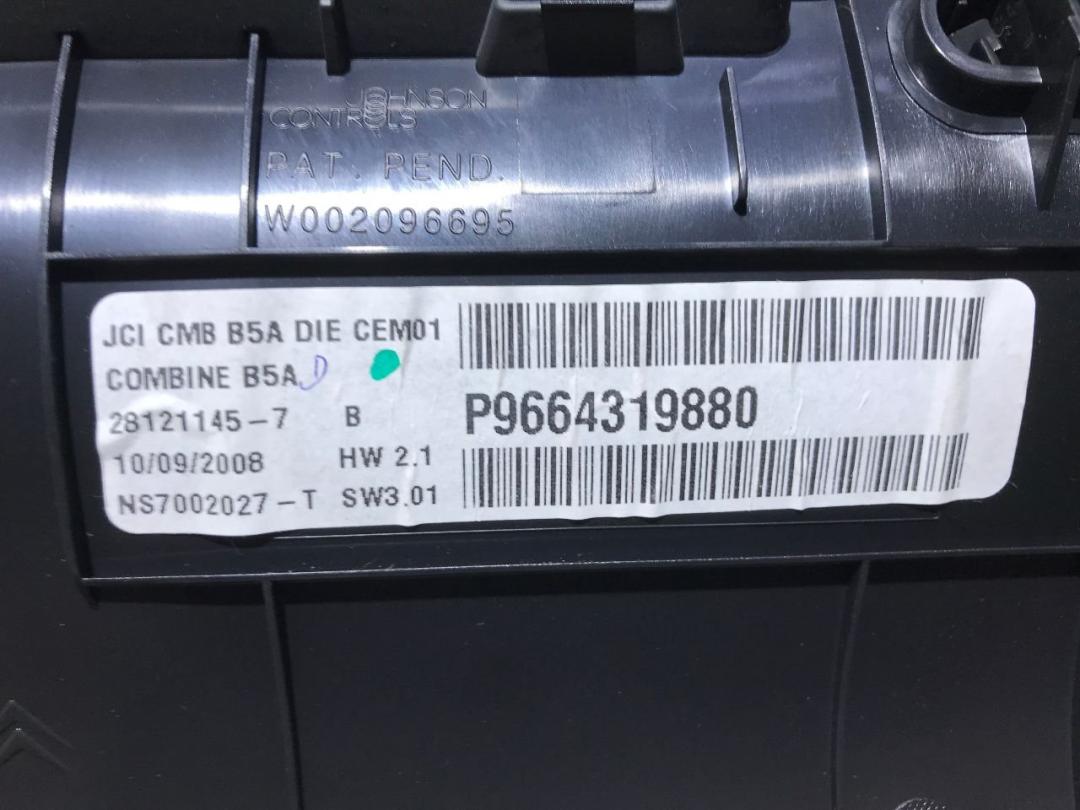 JOHNSON
CONTROLS
PAT. PEND.
W002096695
JCI CMB B5A DIE CEM01
COMBINE B5A D
28121145-7 B
10/09/2008 HW 2.1
NS7002027-T SW3.01
P9664319880